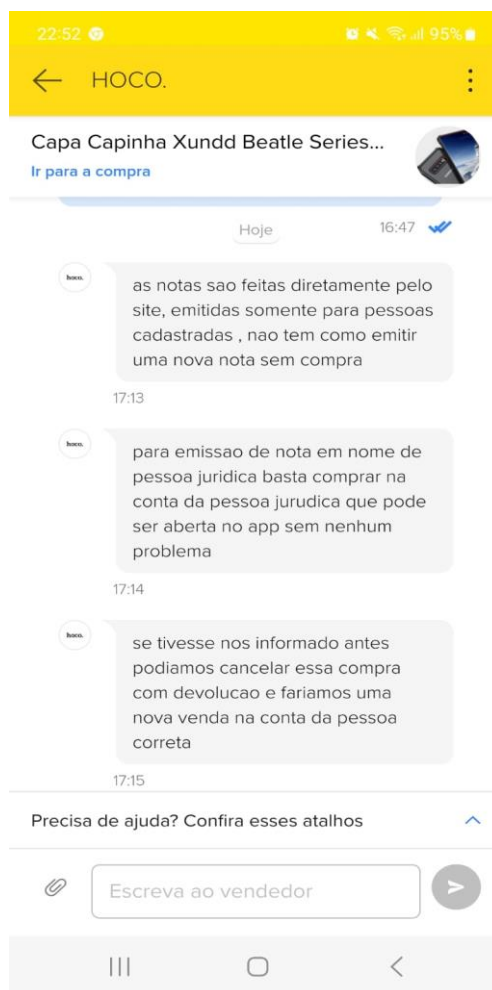 22:52
95%
HOCO.
Capa Capinha Xundd Beatle Series...
Ir para a compra
Hoje
16:47
hoco.
as notas sao feitas diretamente pelo
site, emitidas somente para pessoas
cadastradas , nao tem como emitir
uma nova nota sem compra
17:13
hoco.
para emissao de nota em nome de
pessoa juridica basta comprar na
conta da pessoa jurudica que pode
ser aberta no app sem nenhum
problema
17:14
hoco.
se tivesse nos informado antes
podiamos cancelar essa compra
com devolucao e fariamos uma
nova venda na conta da pessoa
correta
17:15
Precisa de ajuda? Confira esses atalhos
Escreva ao vendedor